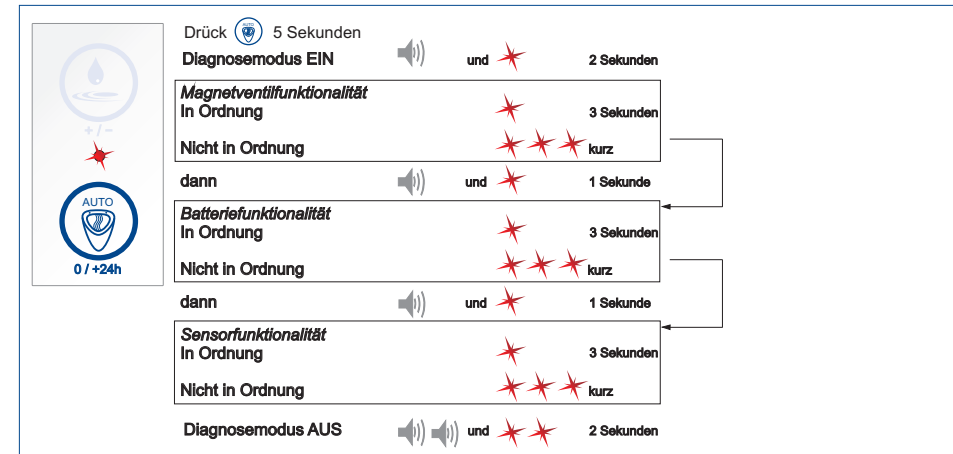 + / −
AUTO
0 / +24h
Drück AUTO 5 Sekunden
Diagnosemodus EIN und 2 Sekunden
Magnetventilfunktionalität
In Ordnung 3 Sekunden
Nicht in Ordnung kurz
dann und 1 Sekunde
Batteriefunktionalität
In Ordnung 3 Sekunden
Nicht in Ordnung kurz
dann und 1 Sekunde
Sensorfunktionalität
In Ordnung 3 Sekunden
Nicht in Ordnung kurz
Diagnosemodus AUS und 2 Sekunden